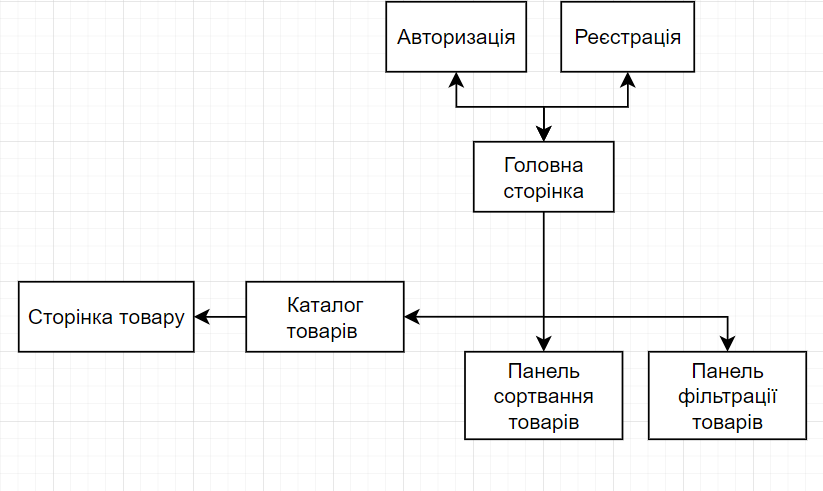 Авторизація
Реєстрація
Головна
сторінка
Сторінка товару
Каталог
товарів
Панель
сортвання
товарів
Панель
фільтрації
товарів